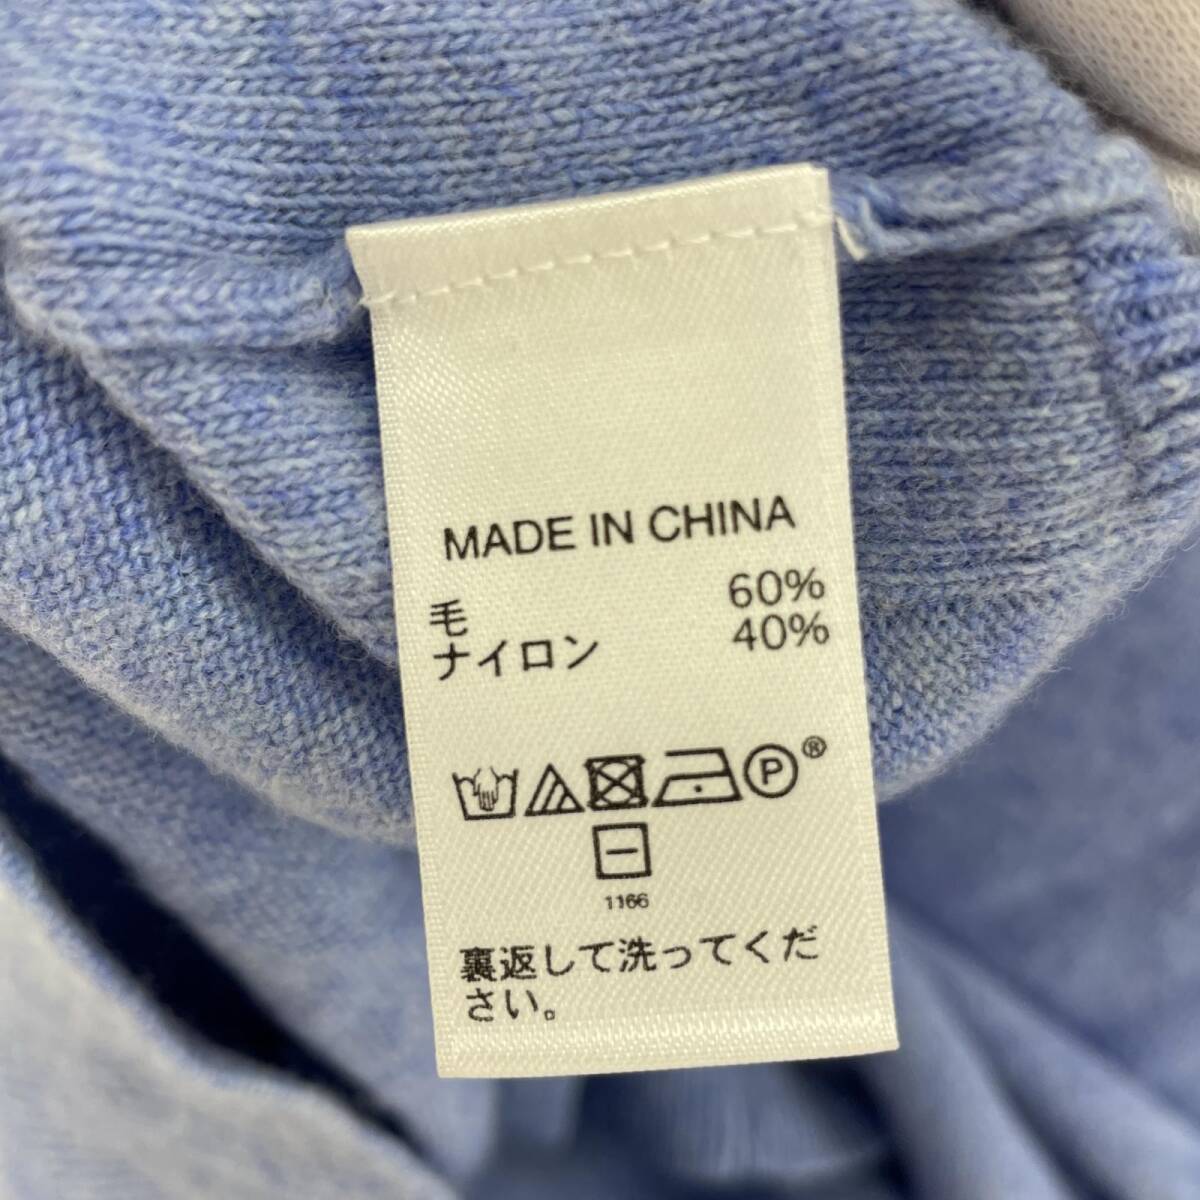 MADE IN CHINA
毛 60%
ナイロン 40%
P®
1166
裏返して洗ってくだ
さい。